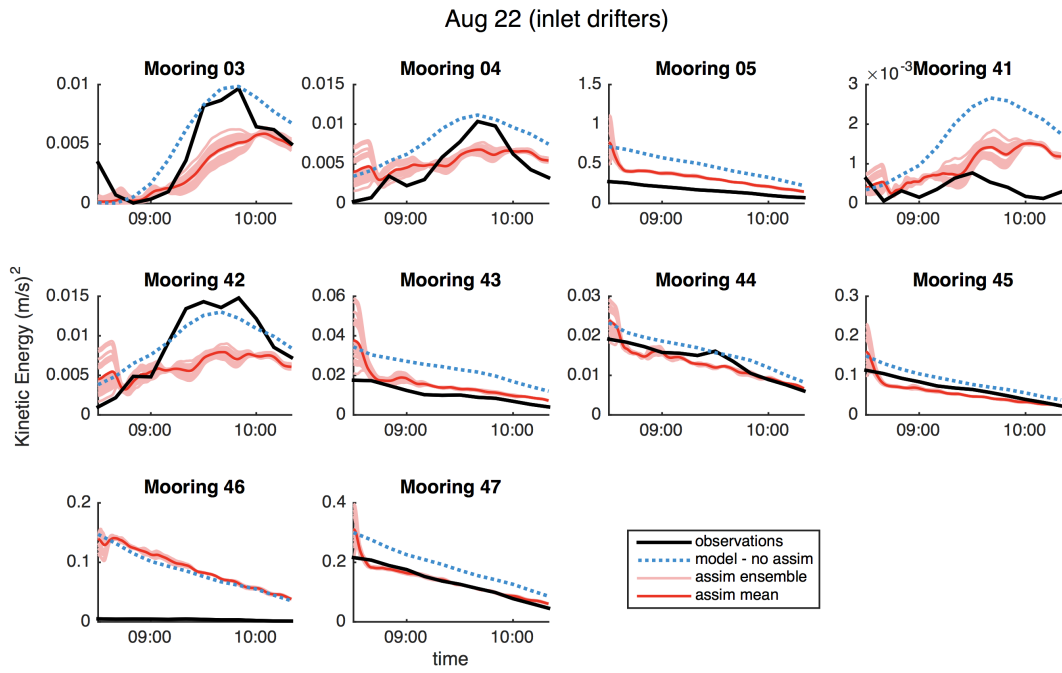 Aug 22 (inlet drifters)
Mooring 03
0.01
0.005
0
09:00 10:00
Mooring 04
0.015
0.01
0.005
0
09:00 10:00
Mooring 05
1.5
1.0
0.5
0
09:00 10:00
×10⁻³ Mooring 41
3
2
1
0
09:00 10:00
Kinetic Energy (m/s)²
Mooring 42
0.015
0.01
0.005
0
09:00 10:00
Mooring 43
0.06
0.04
0.02
0
09:00 10:00
Mooring 44
0.03
0.02
0.01
0
09:00 10:00
Mooring 45
0.3
0.2
0.1
0
09:00 10:00
Mooring 46
0.2
0.1
0
09:00 10:00
Mooring 47
0.4
0.2
0
09:00 10:00
time
observations
model - no assim
assim ensemble
assim mean